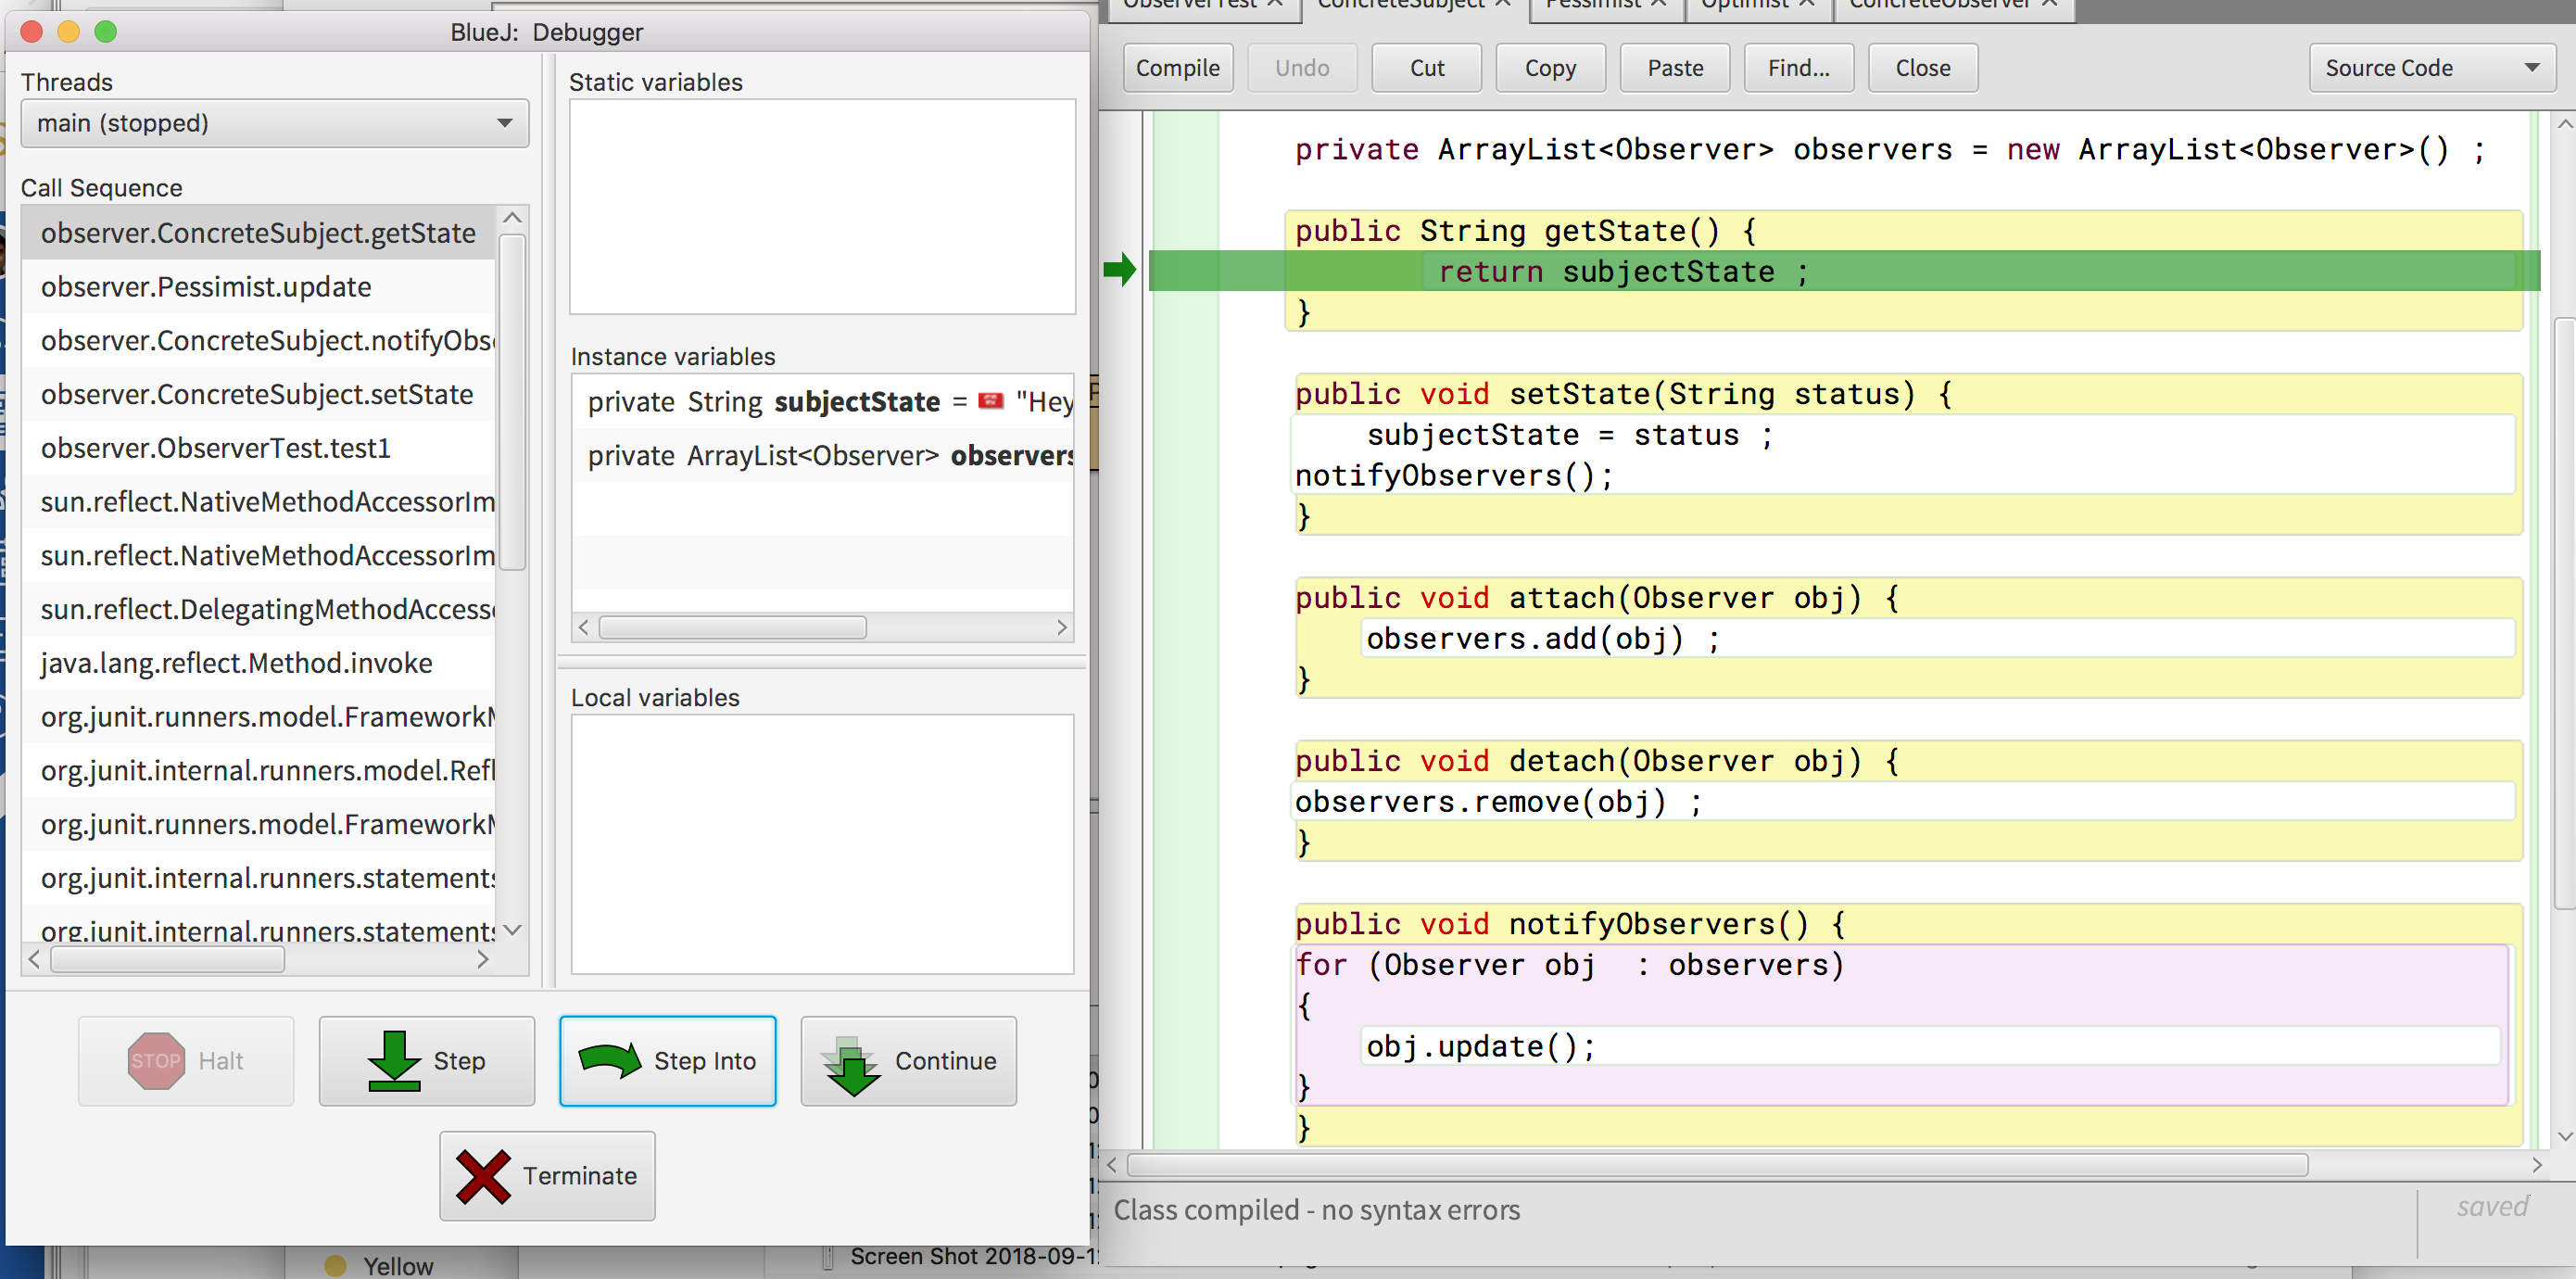 BlueJ: Debugger
Threads
main (stopped)
Call Sequence
observer.ConcreteSubject.getState
observer.Pessimist.update
observer.ConcreteSubject.notifyObs
observer.ConcreteSubject.setState
observer.ObserverTest.test1
sun.reflect.NativeMethodAccessorIm
sun.reflect.NativeMethodAccessorIm
sun.reflect.DelegatingMethodAccess
java.lang.reflect.Method.invoke
org.junit.runners.model.Framework
org.junit.internal.runners.model.Refl
org.junit.runners.model.Framework
org.junit.internal.runners.statements
org.junit.internal.runners.statements
Static variables
Instance variables
private String subjectState = "Hey
private ArrayList<Observer> observers
Local variables
STOP Halt
Step
Step Into
Continue
Terminate
Yellow
Screen Shot 2018-09-1
ObserverTest
ConcreteSubject
Pessimist
Optimist
ConcreteObserver
Compile
Undo
Cut
Copy
Paste
Find...
Close
Source Code
private ArrayList<Observer> observers = new ArrayList<Observer>() ;
public String getState() {
return subjectState ;
}
public void setState(String status) {
subjectState = status ;
notifyObservers();
}
public void attach(Observer obj) {
observers.add(obj) ;
}
public void detach(Observer obj) {
observers.remove(obj) ;
}
public void notifyObservers() {
for (Observer obj  : observers)
{
obj.update();
}
}
Class compiled - no syntax errors
saved